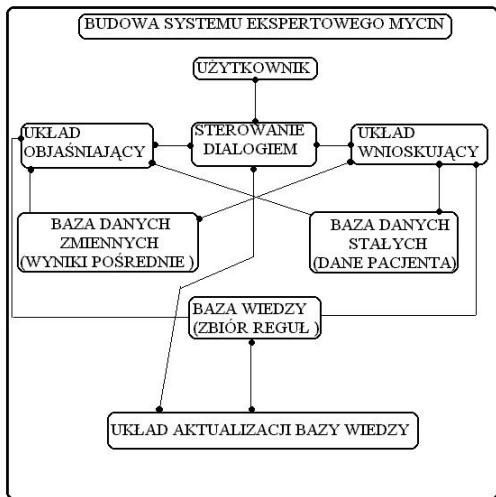 BUDOWA SYSTEMU EKSPERTOWEGO MYCIN
UŻYTKOWNIK
UKŁAD
OBJAŚNIAJĄCY
STEROWANIE
DIALOGIEM
UKŁAD
WNIOSKUJĄCY
BAZA DANYCH
ZMIENNYCH
(WYNIKI POŚREDNIE )
BAZA DANYCH
STAŁYCH
(DANE PACJENTA)
BAZA WIEDZY
(ZBIÓR REGUŁ )
UKŁAD AKTUALIZACJI BAZY WIEDZY